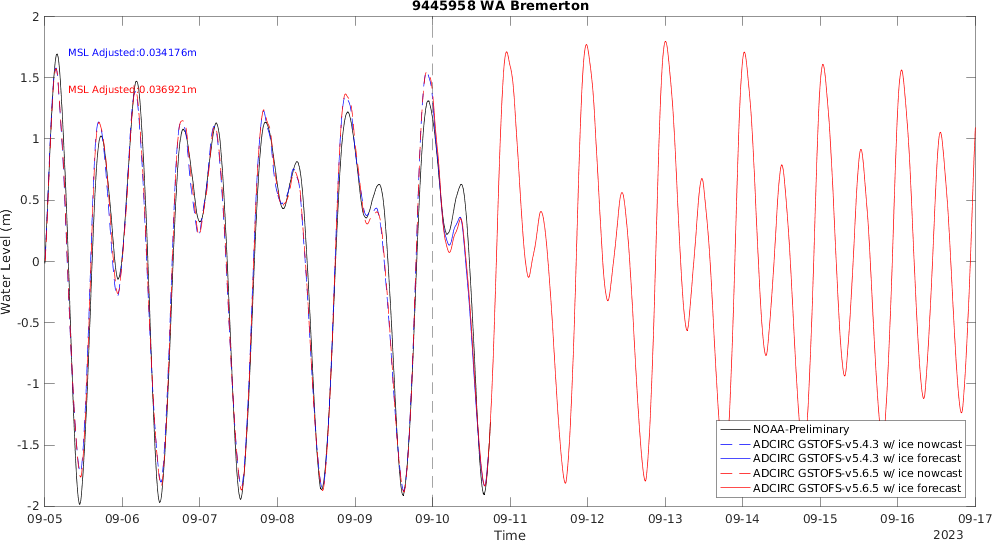 9445958 WA Bremerton
MSL Adjusted:0.034176m
MSL Adjusted:0.036921m
Water Level (m)
2
1.5
1
0.5
0
-0.5
-1
-1.5
-2
09-05 09-06 09-07 09-08 09-09 09-10 09-11 09-12 09-13 09-14 09-15 09-16 09-17
Time
2023
NOAA-Preliminary
ADCIRC GSTOFS-v5.4.3 w/ ice nowcast
ADCIRC GSTOFS-v5.4.3 w/ ice forecast
ADCIRC GSTOFS-v5.6.5 w/ ice nowcast
ADCIRC GSTOFS-v5.6.5 w/ ice forecast